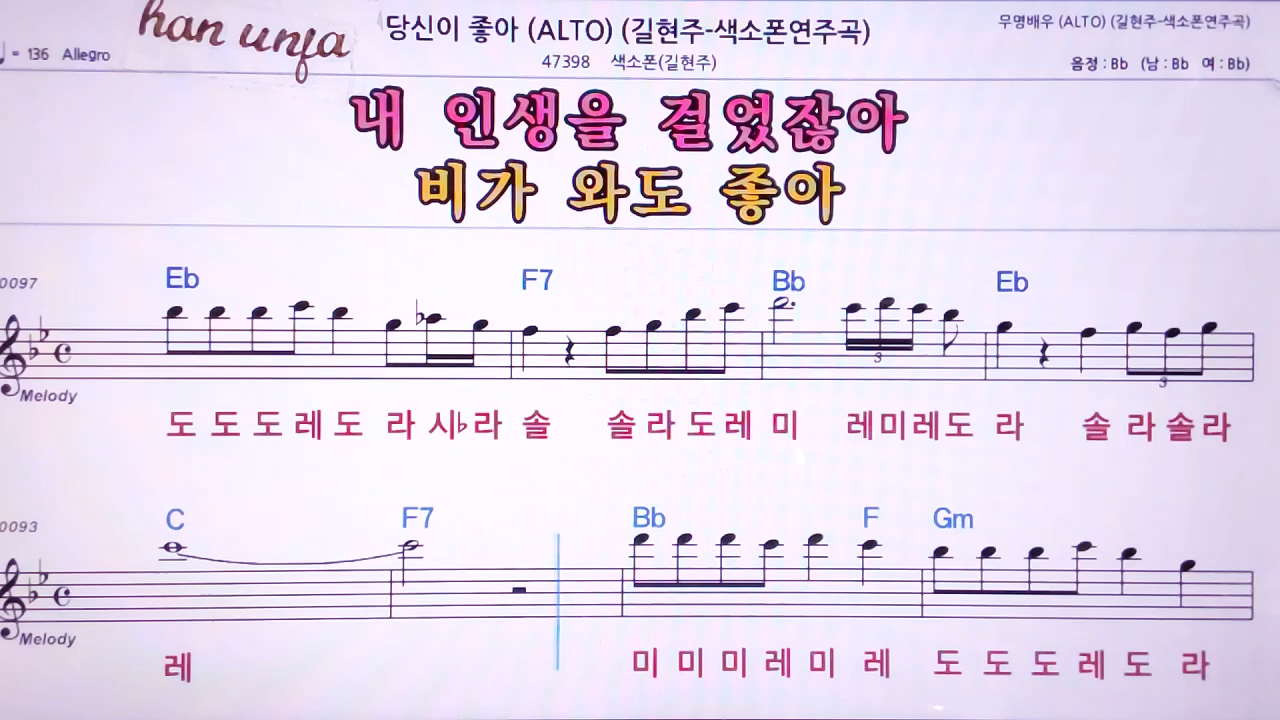 han unja
당신이 좋아 (ALTO) (길현주-색소폰연주곡)
무명배우 (ALTO) (길현주-색소폰연주곡)
♩ = 136 Allegro
47398 색소폰(길현주)
음정 : Bb (남 : Bb 여 : Bb)
내 인생을 걸었잖아
비가 와도 좋아
0097 Eb F7 Bb Eb
3 3
Melody
도 도 도 레 도 라 시♭ 라 솔 솔 라 도 레 미 레 미 레 도 라 솔 라 솔 라
0093 C F7 Bb F Gm
Melody
레 미 미 미 레 미 레 도 도 도 레 도 라